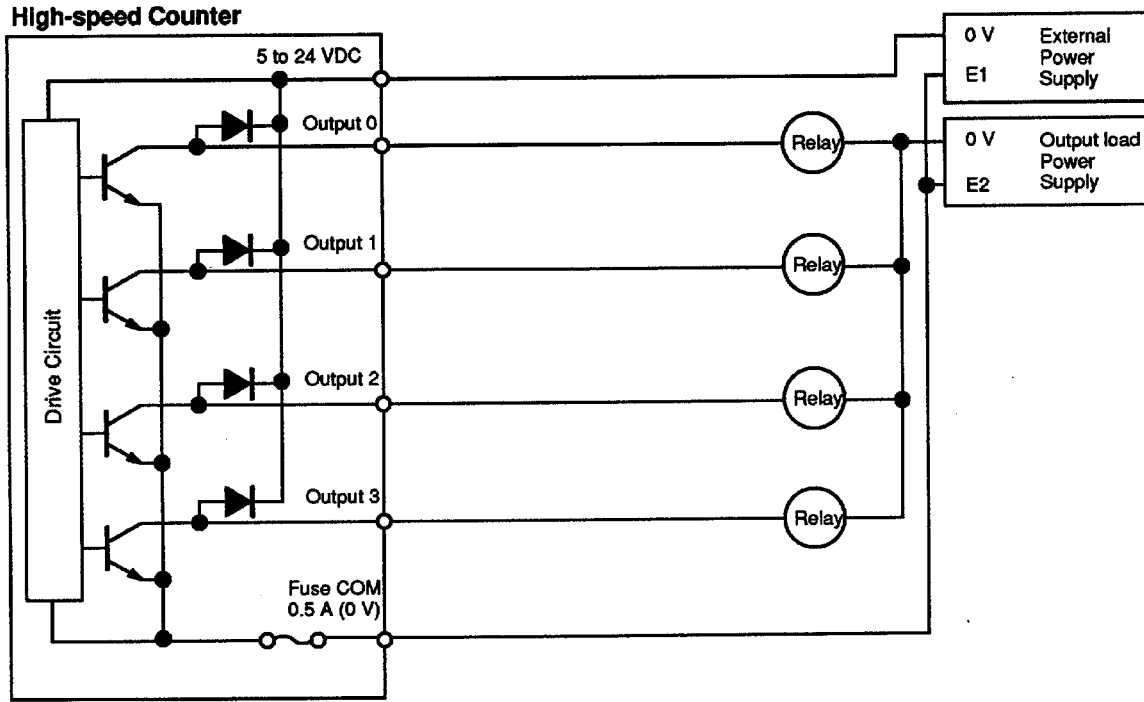 High-speed Counter
5 to 24 VDC
0 V External
Power
E1 Supply
Output 0
Relay
0 V Output load
Power
E2 Supply
Output 1
Relay
Drive Circuit
Output 2
Relay
Output 3
Relay
Fuse COM
0.5 A (0 V)